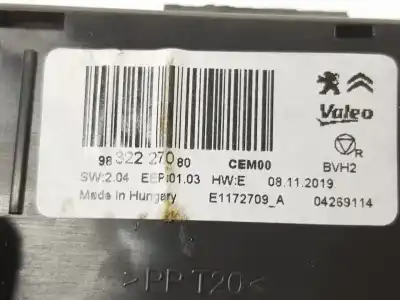 Valeo
R
98 322 270 80 CEM00 BVH2
SW:2.04 EEP:01.03 HW:E 08.11.2019
Made in Hungary E1172709_A 04269114
>PP T20<